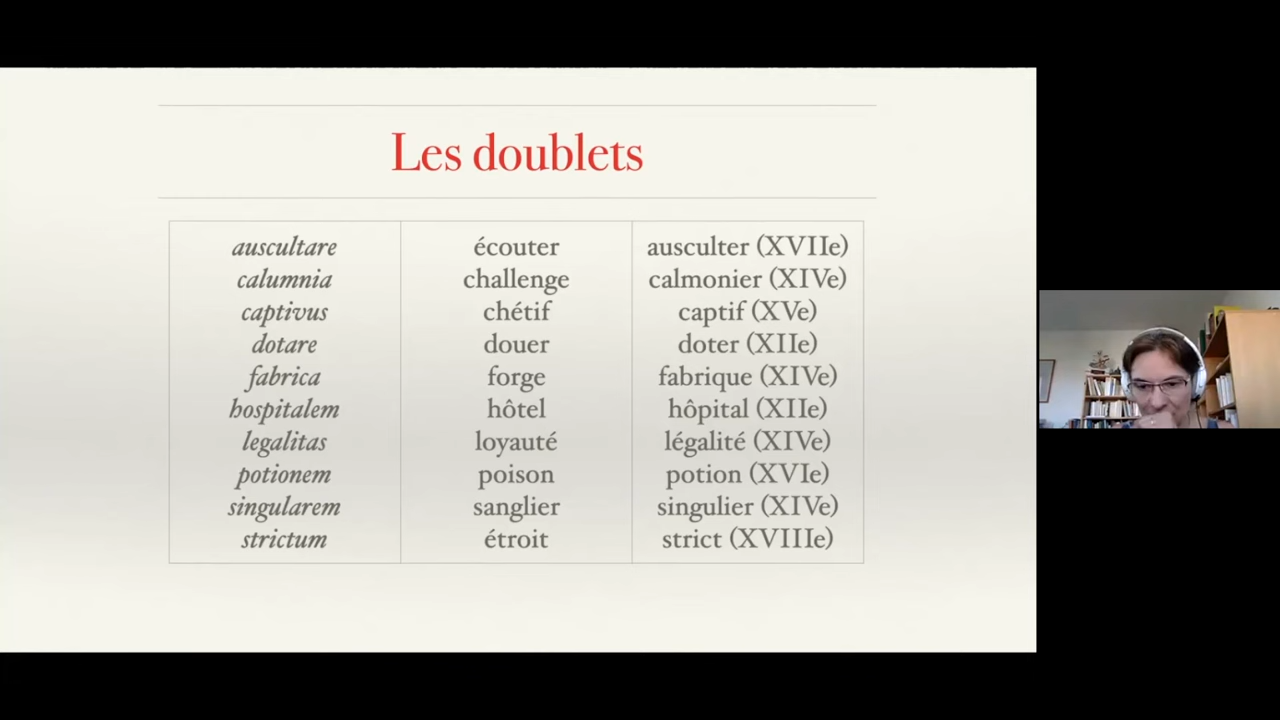 Les doublets
auscultare écouter ausculter (XVIIe)
calumnia challenge calmonier (XIVe)
captivus chétif captif (XVe)
dotare douer doter (XIIe)
fabrica forge fabrique (XIVe)
hospitalem hôtel hôpital (XIIe)
legalitas loyauté légalité (XIVe)
potionem poison potion (XVIe)
singularem sanglier singulier (XIVe)
strictum étroit strict (XVIIIe)